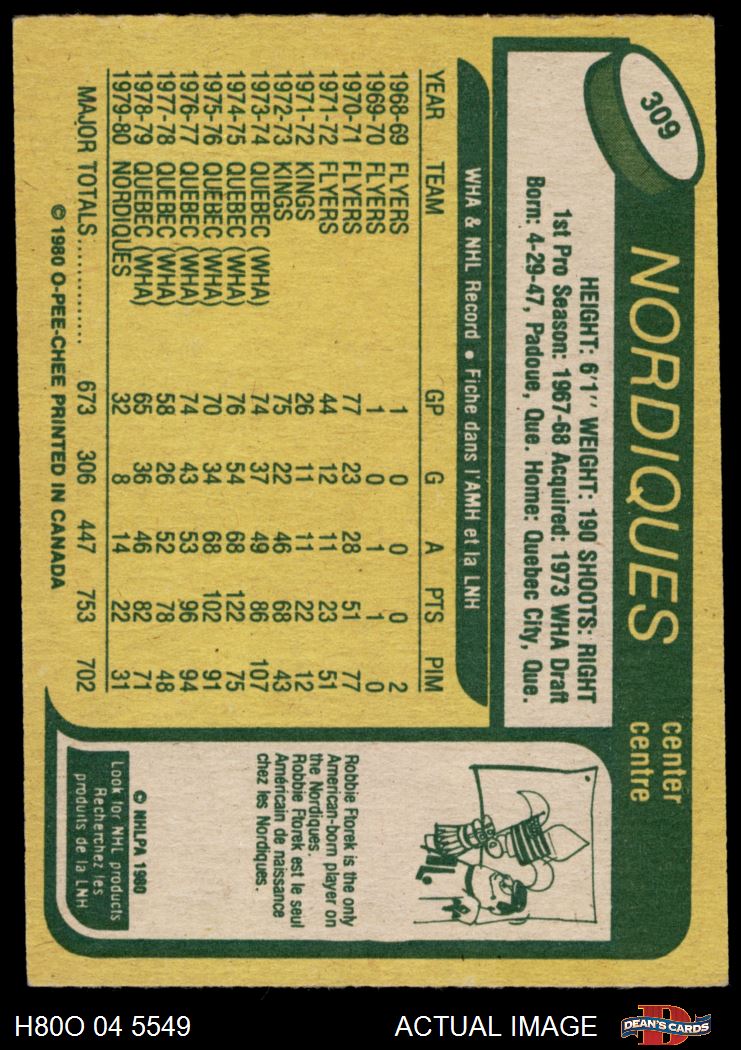 309
NORDIQUES
center
centre
HEIGHT: 6'1" WEIGHT: 190 SHOOTS: RIGHT
1st Pro Season: 1967-68 Acquired: 1973 WHA Draft
Born: 4-29-47, Padoue, Que. Home: Quebec City, Que.
WHA & NHL Record • Fiche dans l'AMH et la LNH
YEAR TEAM GP G A PTS PIM
1968-69 FLYERS 1 0 0 0 2
1969-70 FLYERS 1 0 1 1 0
1970-71 FLYERS 77 23 28 51 77
1971-72 FLYERS 44 12 11 23 51
1971-72 KINGS 26 11 11 22 12
1972-73 KINGS 75 22 46 68 43
1973-74 QUEBEC (WHA) 74 37 49 86 107
1974-75 QUEBEC (WHA) 76 54 68 122 75
1975-76 QUEBEC (WHA) 70 34 68 102 91
1976-77 QUEBEC (WHA) 74 43 53 96 94
1977-78 QUEBEC (WHA) 58 26 52 78 48
1978-79 QUEBEC (WHA) 65 36 46 82 71
1979-80 NORDIQUES 32 8 14 22 31
MAJOR TOTALS............. 673 306 447 753 702
© 1980 O-PEE-CHEE PRINTED IN CANADA
Robbie Ftorek is the only
American-born player on
the Nordiques.
Robbie Ftorek est le seul
Américain de naissance
chez les Nordiques.
© NHLPA 1980
Look for NHL products
Recherchez les
produits de la LNH
H80O 04 5549
ACTUAL IMAGE
D
DEAN'S CARDS